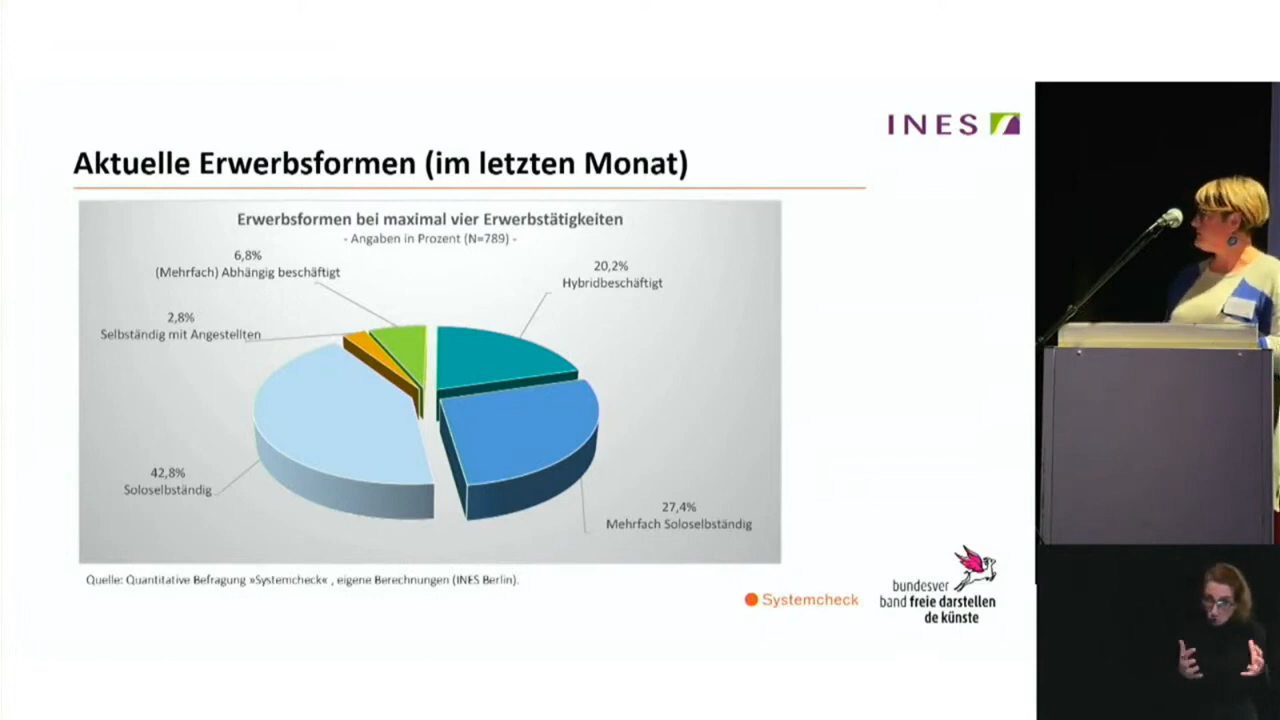 INES
Aktuelle Erwerbsformen (im letzten Monat)
Erwerbsformen bei maximal vier Erwerbstätigkeiten
- Angaben in Prozent (N=789) -
6,8%
(Mehrfach) Abhängig beschäftigt
20,2%
Hybridbeschäftigt
2,8%
Selbständig mit Angestellten
42,8%
Soloselbständig
27,4%
Mehrfach Soloselbständig
Quelle: Quantitative Befragung »Systemcheck« , eigene Berechnungen (INES Berlin).
Systemcheck
bundesver
band freie darstellen
de künste